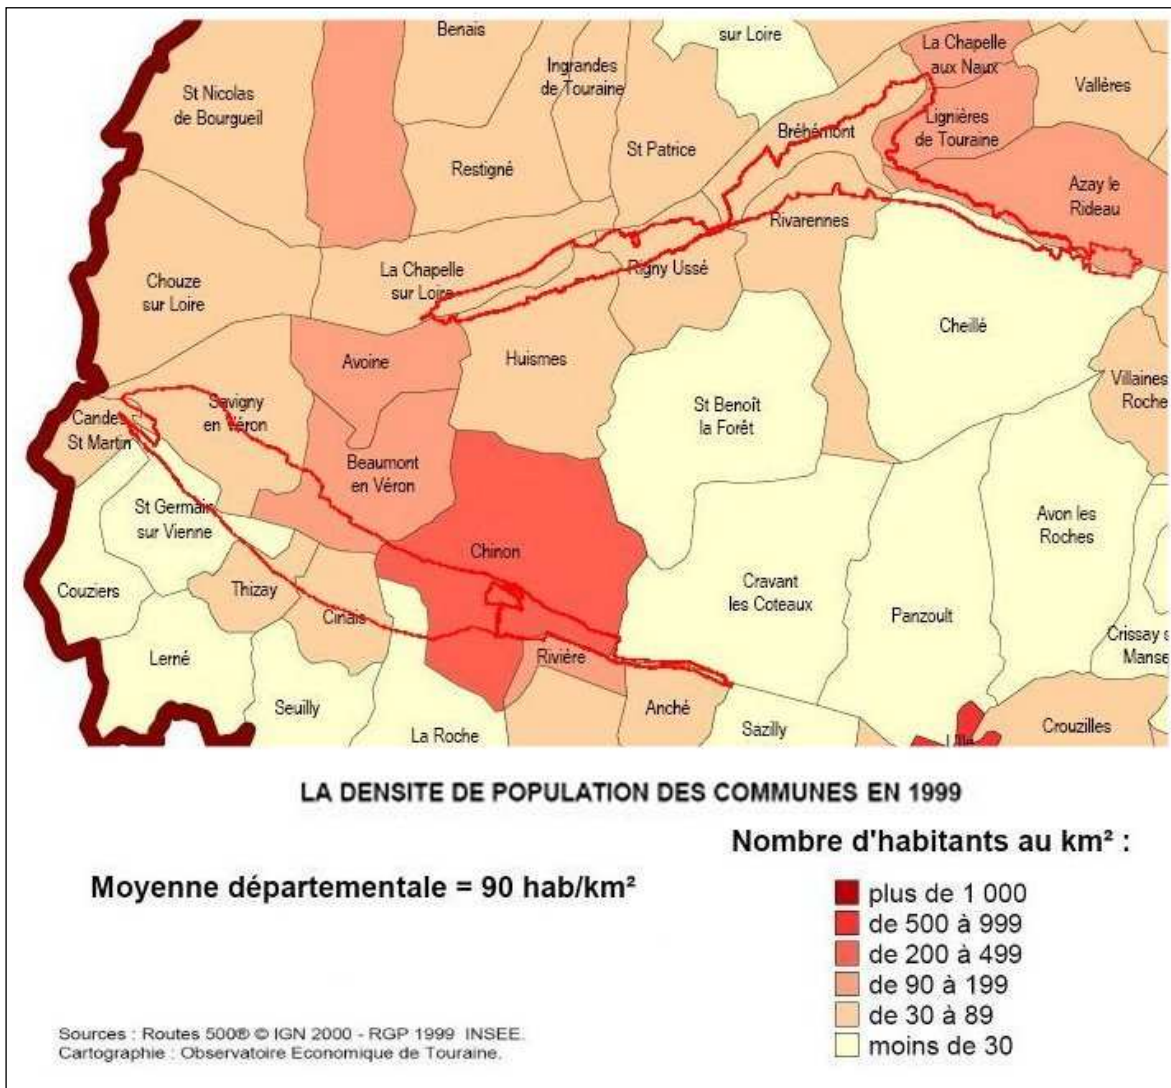 Benais
sur Loire
La Chapelle
aux Naux
Ingrandes
de Touraine
Vallères
St Nicolas
de Bourgueil
Lignières
de Touraine
Bréhémont
St Patrice
Restigné
Azay le
Rideau
Rivarennes
La Chapelle
sur Loire
Rigny Ussé
Chouze
sur Loire
Cheillé
Avoine
Huismes
Villaines
Roche
Savigny
en Véron
St Benoît
la Forêt
Candes
St Martin
Beaumont
en Véron
St Germain
sur Vienne
Avon les
Roches
Chinon
Cravant
les Coteaux
Couziers
Thizay
Panzoult
Cinais
Crissay s
Manse
Lerné
Rivière
Seuilly
Anché
Sazilly
Crouzilles
La Roche
LA DENSITE DE POPULATION DES COMMUNES EN 1999
Nombre d'habitants au km² :
Moyenne départementale = 90 hab/km²
plus de 1 000
de 500 à 999
de 200 à 499
de 90 à 199
de 30 à 89
moins de 30
Sources : Routes 500® © IGN 2000 - RGP 1999 INSEE.
Cartographie : Observatoire Economique de Touraine.